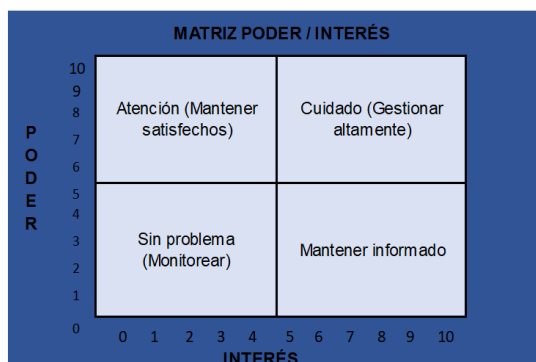 MATRIZ PODER / INTERÉS
10
9
8
7
6
5
4
3
2
1
0
P
O
D
E
R
Atención (Mantener
satisfechos)
Cuidado (Gestionar
altamente)
Sin problema
(Monitorear)
Mantener informado
0 1 2 3 4 5 6 7 8 9 10
INTERÉS